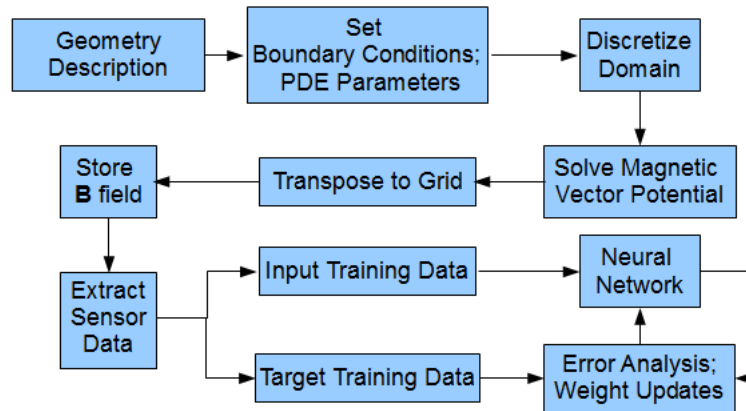 Geometry
Description
Set
Boundary Conditions;
PDE Parameters
Discretize
Domain
Store
B field
Transpose to Grid
Solve Magnetic
Vector Potential
Extract
Sensor
Data
Input Training Data
Neural
Network
Target Training Data
Error Analysis;
Weight Updates